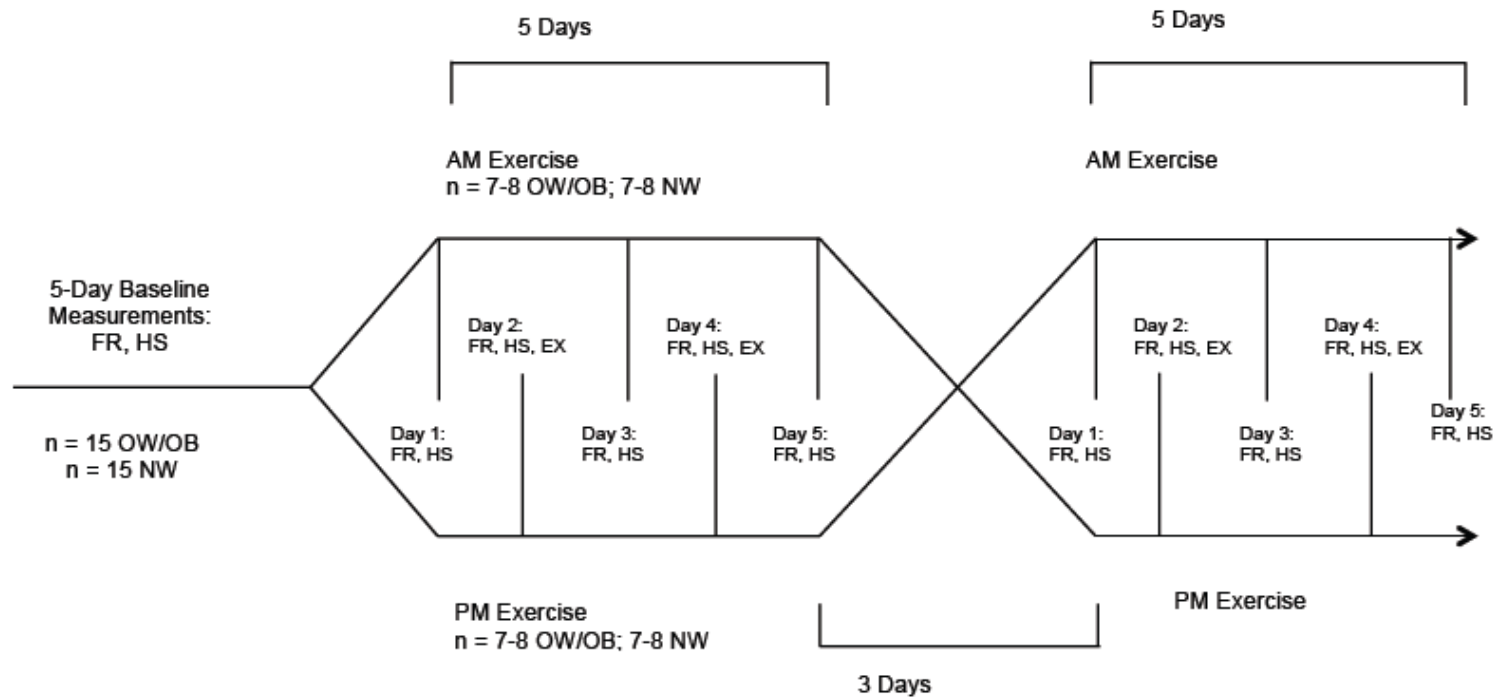 5 Days
5 Days
AM Exercise
n = 7-8 OW/OB; 7-8 NW
AM Exercise
5-Day Baseline
Measurements:
FR, HS
n = 15 OW/OB
n = 15 NW
Day 2:
FR, HS, EX
Day 4:
FR, HS, EX
Day 1:
FR, HS
Day 3:
FR, HS
Day 5:
FR, HS
Day 2:
FR, HS, EX
Day 4:
FR, HS, EX
Day 1:
FR, HS
Day 3:
FR, HS
Day 5:
FR, HS
PM Exercise
n = 7-8 OW/OB; 7-8 NW
PM Exercise
3 Days